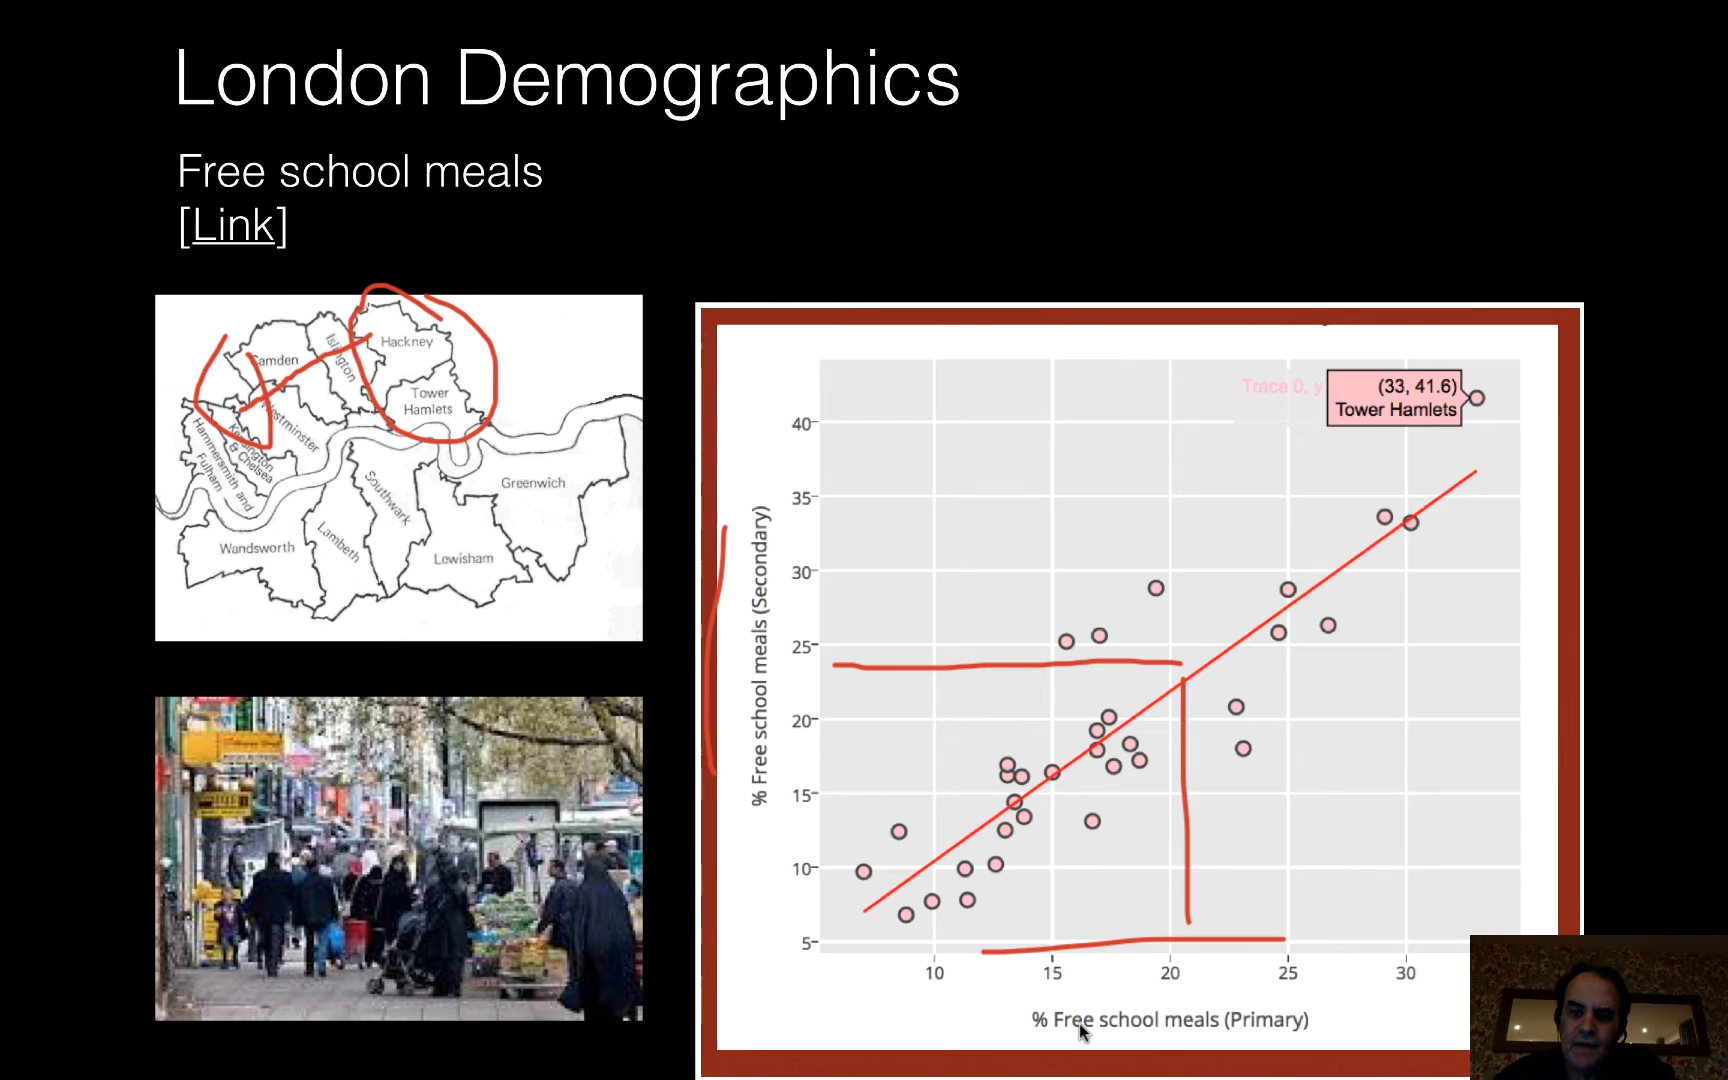 London Demographics
Free school meals
[Link]
Camden
Islington
Hackney
Tower
Hamlets
Westminster
Kensington
& Chelsea
Hammersmith and
Fulham
Wandsworth
Lambeth
Southwark
Lewisham
Greenwich
Trace 0, y
(33, 41.6)
Tower Hamlets
% Free school meals (Secondary)
40
35
30
25
20
15
10
5
10
15
20
25
30
% Free school meals (Primary)